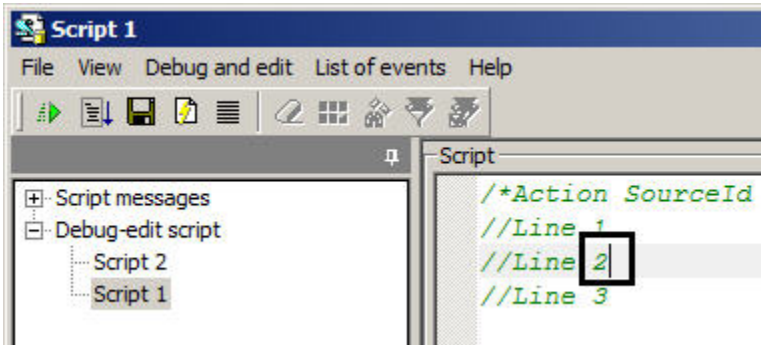 Script 1
File View Debug and edit List of events Help
Script
Script messages
Debug-edit script
Script 2
Script 1
/*Action SourceId
//Line 1
//Line 2
//Line 3